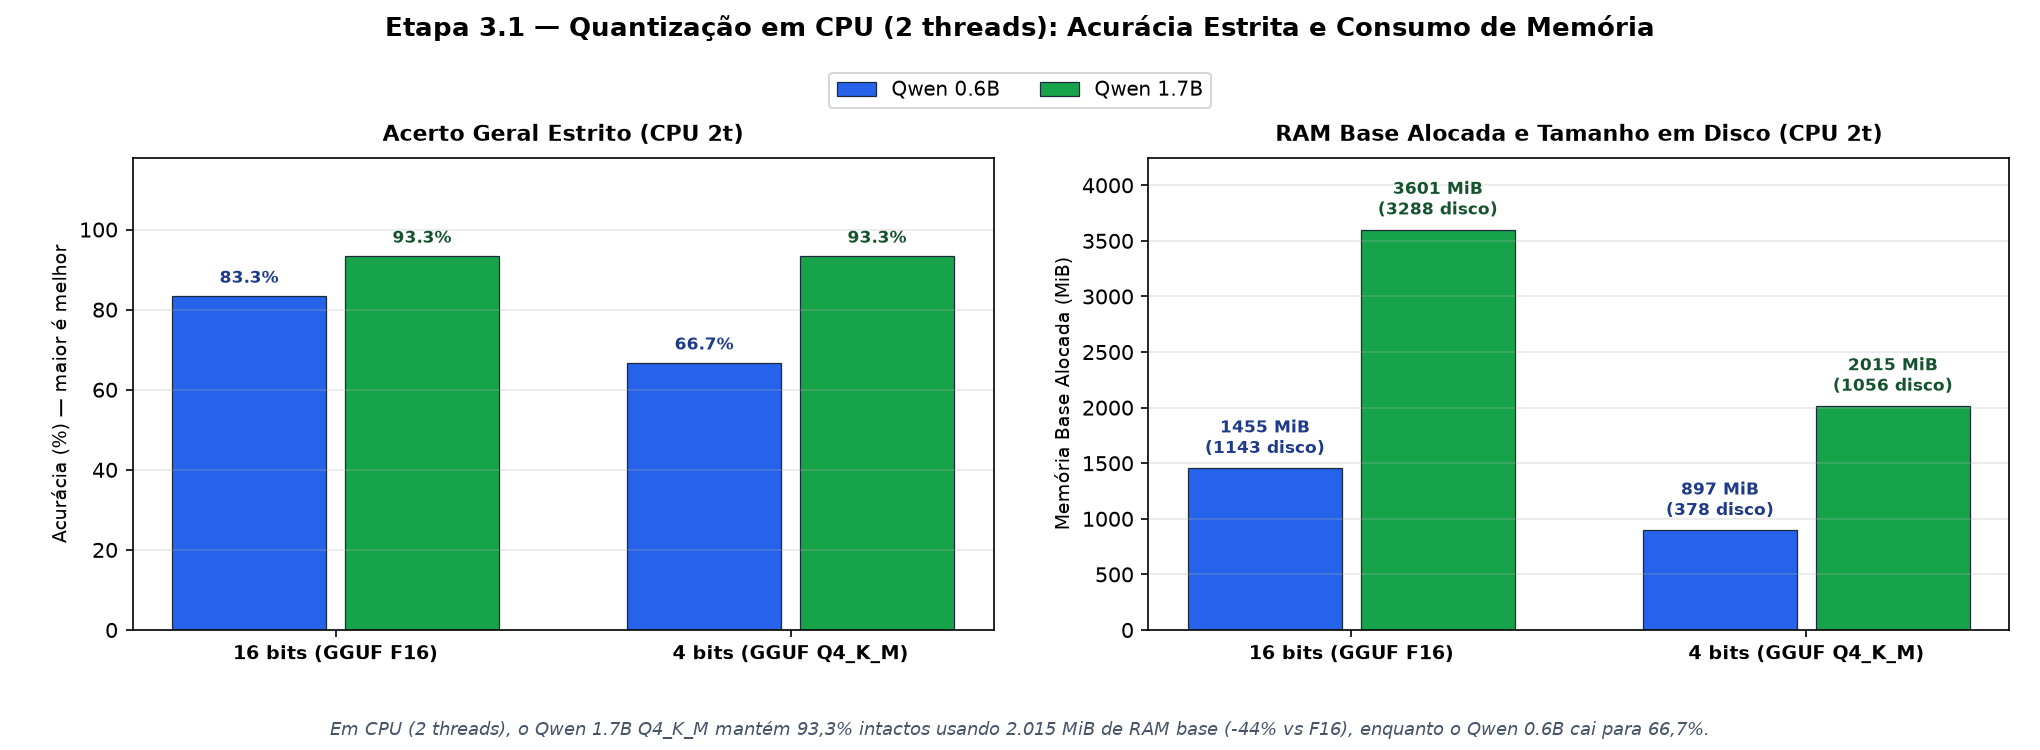 Etapa 3.1 — Quantização em CPU (2 threads): Acurácia Estrita e Consumo de Memória
Qwen 0.6B
Qwen 1.7B
Acerto Geral Estrito (CPU 2t)
Acurácia (%) — maior é melhor
100
80
60
40
20
0
83.3%
93.3%
66.7%
93.3%
16 bits (GGUF F16)
4 bits (GGUF Q4_K_M)
RAM Base Alocada e Tamanho em Disco (CPU 2t)
Memória Base Alocada (MiB)
4000
3500
3000
2500
2000
1500
1000
500
0
1455 MiB
(1143 disco)
3601 MiB
(3288 disco)
897 MiB
(378 disco)
2015 MiB
(1056 disco)
16 bits (GGUF F16)
4 bits (GGUF Q4_K_M)
Em CPU (2 threads), o Qwen 1.7B Q4_K_M mantém 93,3% intactos usando 2.015 MiB de RAM base (-44% vs F16), enquanto o Qwen 0.6B cai para 66,7%.